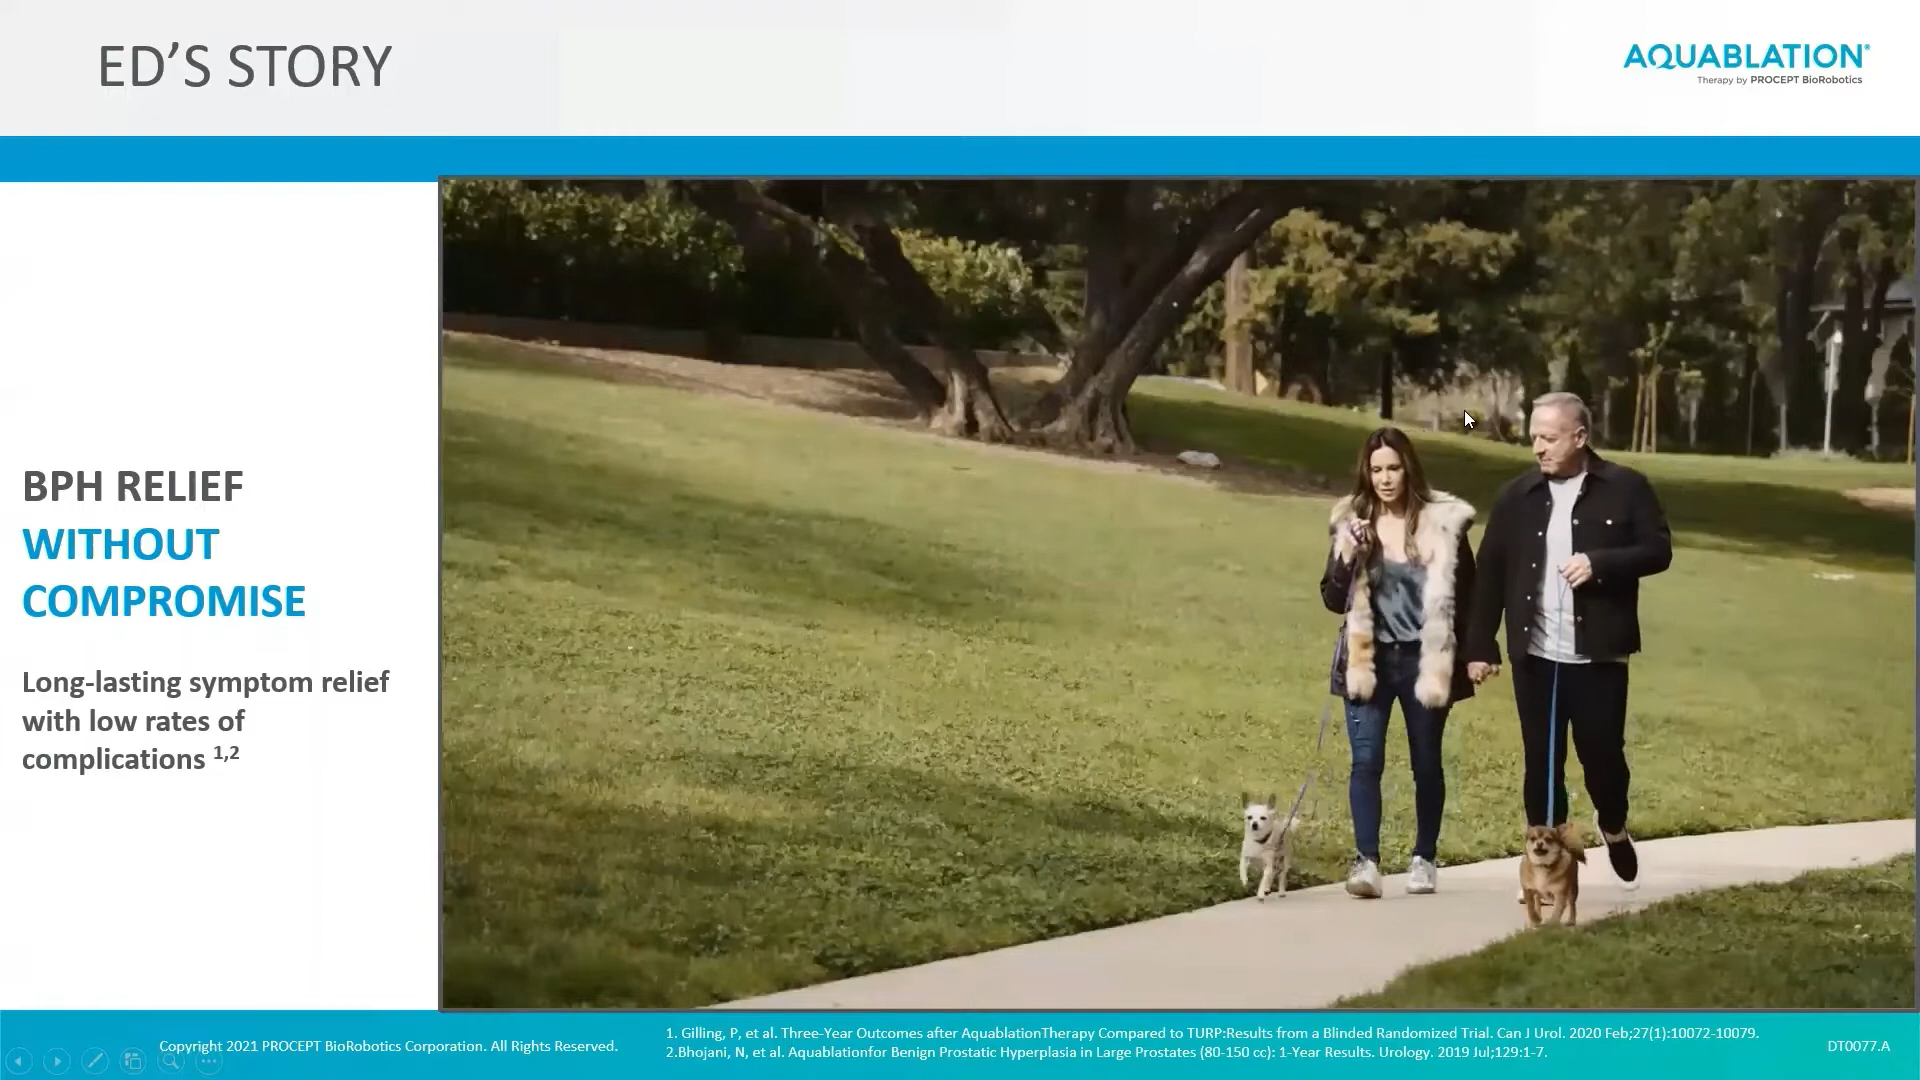 ED’S STORY
AQUABLATION®
Therapy by PROCEPT BioRobotics
BPH RELIEF
WITHOUT
COMPROMISE
Long-lasting symptom relief
with low rates of
complications 1,2
Copyright 2021 PROCEPT BioRobotics Corporation. All Rights Reserved.
1. Gilling, P, et al. Three-Year Outcomes after AquablationTherapy Compared to TURP:Results from a Blinded Randomized Trial. Can J Urol. 2020 Feb;27(1):10072-10079.
2.Bhojani, N, et al. Aquablationfor Benign Prostatic Hyperplasia in Large Prostates (80-150 cc): 1-Year Results. Urology. 2019 Jul;129:1-7.
DT0077.A